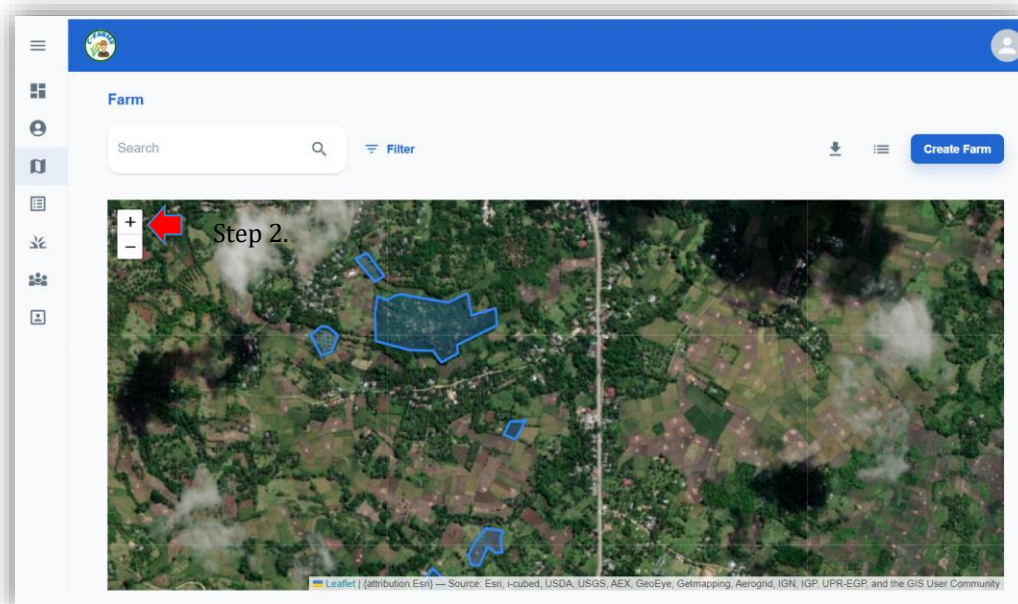 C-FARMS
Farm
Search
Filter
Create Farm
+
Step 2.
−
Leaflet | {attribution Esri} — Source: Esri, i-cubed, USDA, USGS, AEX, GeoEye, Getmapping, Aerogrid, IGN, IGP, UPR-EGP, and the GIS User Community